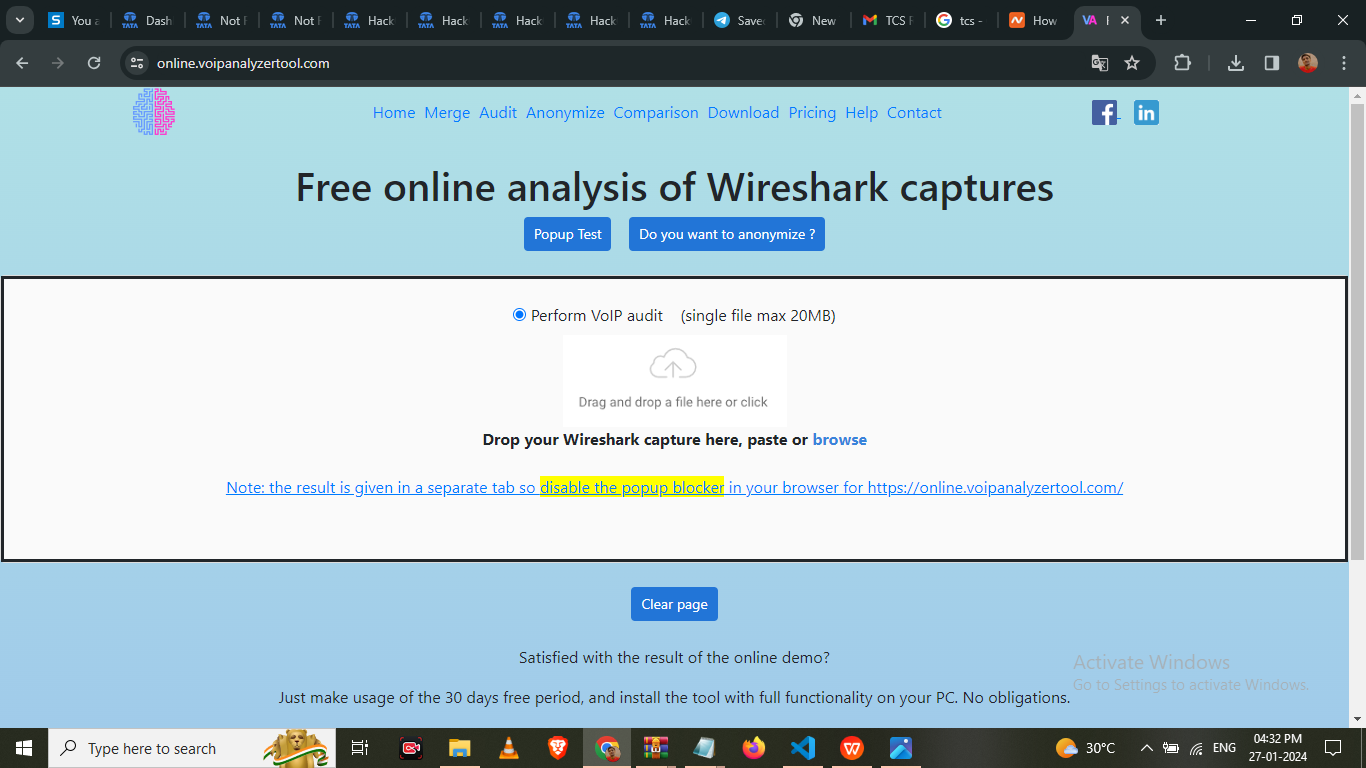 You a
Dash
Not F
Not F
Hack
Hack
Hack
Hack
Hack
Save
New
TCS F
tcs -
How
online.voipanalyzertool.com
Home Merge Audit Anonymize Comparison Download Pricing Help Contact
Free online analysis of Wireshark captures
Popup Test Do you want to anonymize ?
Perform VoIP audit (single file max 20MB)
Drag and drop a file here or click
Drop your Wireshark capture here, paste or browse
Note: the result is given in a separate tab so disable the popup blocker in your browser for https://online.voipanalyzertool.com/
Clear page
Satisfied with the result of the online demo?
Activate Windows
Go to Settings to activate Windows.
Just make usage of the 30 days free period, and install the tool with full functionality on your PC. No obligations.
Type here to search
30°C
ENG
04:32 PM
27-01-2024